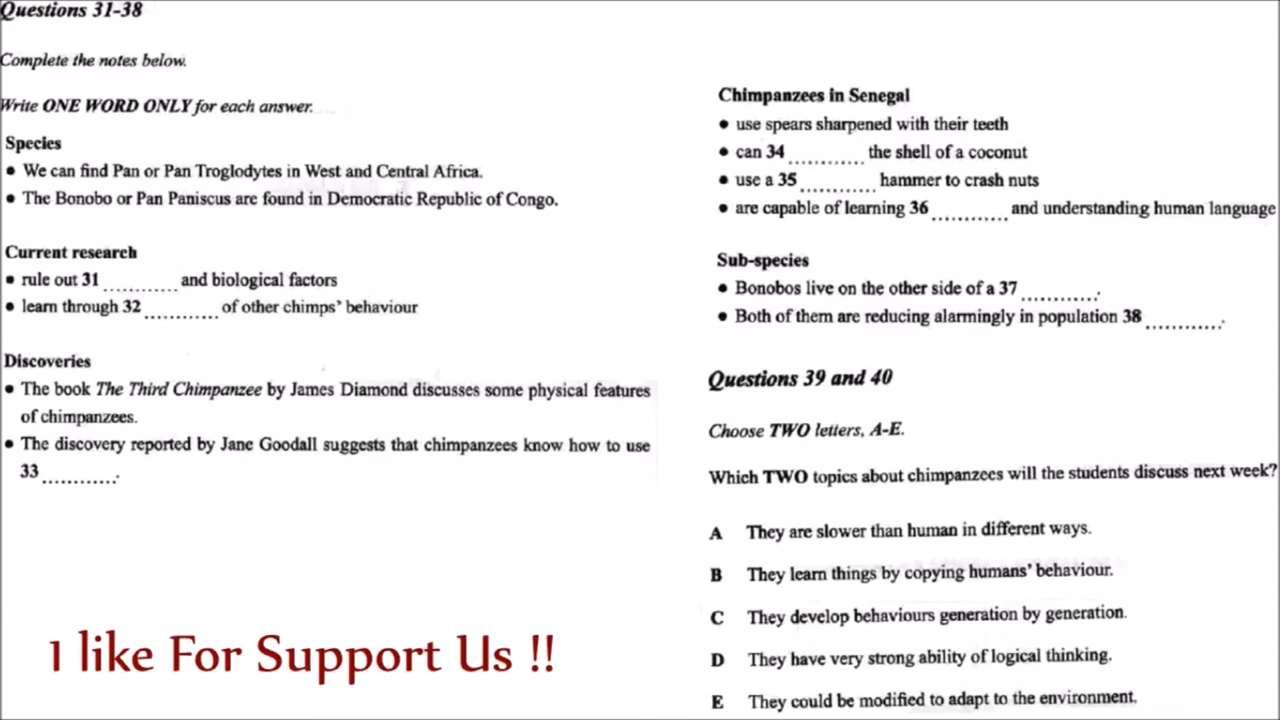 Questions 31-38
Complete the notes below.
Write ONE WORD ONLY for each answer.
Species
• We can find Pan or Pan Troglodytes in West and Central Africa.
• The Bonobo or Pan Paniscus are found in Democratic Republic of Congo.
Current research
• rule out 31 ............ and biological factors
• learn through 32 ............ of other chimps' behaviour
Discoveries
• The book The Third Chimpanzee by James Diamond discusses some physical features
of chimpanzees.
• The discovery reported by Jane Goodall suggests that chimpanzees know how to use
33 .............
1 like For Support Us !!
Chimpanzees in Senegal
• use spears sharpened with their teeth
• can 34 ............ the shell of a coconut
• use a 35 ............ hammer to crash nuts
• are capable of learning 36 ............ and understanding human language
Sub-species
• Bonobos live on the other side of a 37 .............
• Both of them are reducing alarmingly in population 38 .............
Questions 39 and 40
Choose TWO letters, A-E.
Which TWO topics about chimpanzees will the students discuss next week?
A They are slower than human in different ways.
B They learn things by copying humans' behaviour.
C They develop behaviours generation by generation.
D They have very strong ability of logical thinking.
E They could be modified to adapt to the environment.